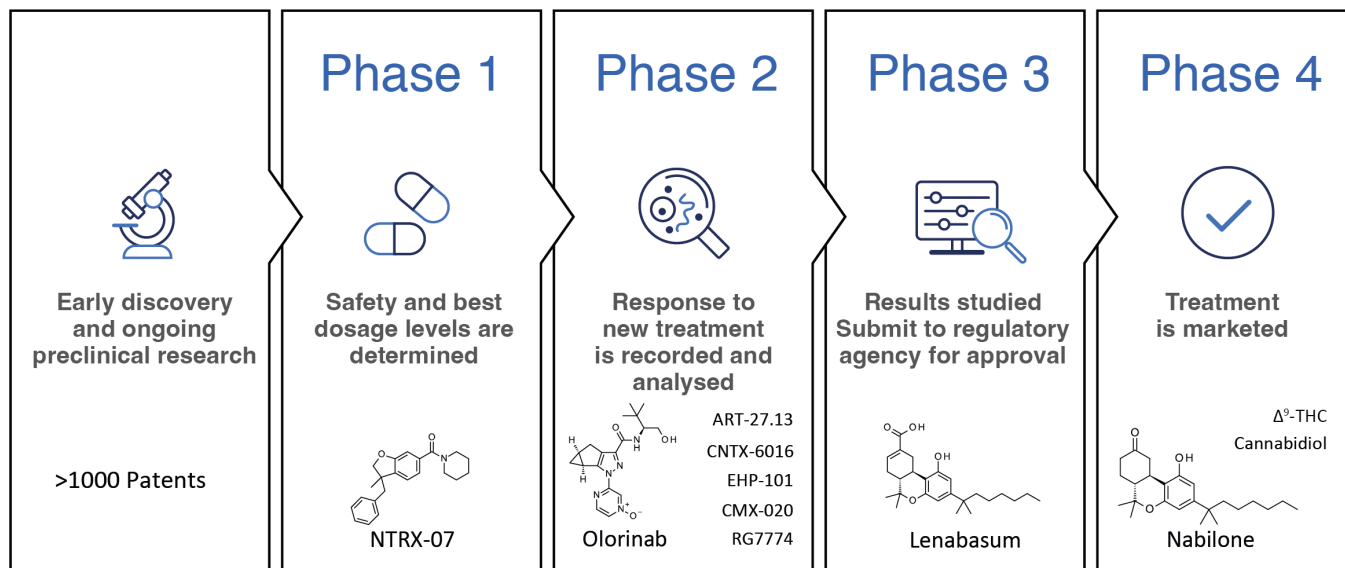 Early discovery
and ongoing
preclinical research
>1000 Patents
Phase 1
Safety and best
dosage levels are
determined
O
O
N
NTRX-07
Phase 2
Response to
new treatment
is recorded and
analysed
H
H
O
N
H
OH
N
N
N
N⁺
O⁻
Olorinab
ART-27.13
CNTX-6016
EHP-101
CMX-020
RG7774
Phase 3
Results studied
Submit to regulatory
agency for approval
O
OH
H
H
OH
O
Lenabasum
Phase 4
Treatment
is marketed
Δ⁹-THC
Cannabidiol
O
H
H
OH
O
Nabilone